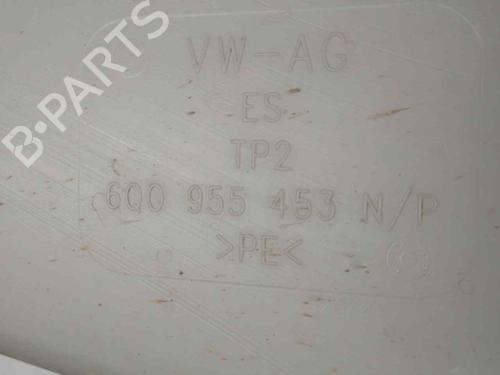 B-PARTS
VW-AG
ES
TP2
6Q0 955 453 N/P
>PE<